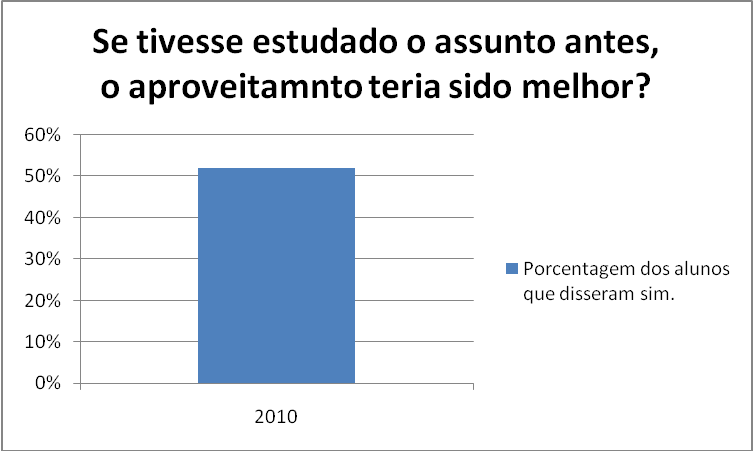 Se tivesse estudado o assunto antes,
o aproveitamnto teria sido melhor?
60%
50%
40%
30%
20%
10%
0%
2010
Porcentagem dos alunos
que disseram sim.